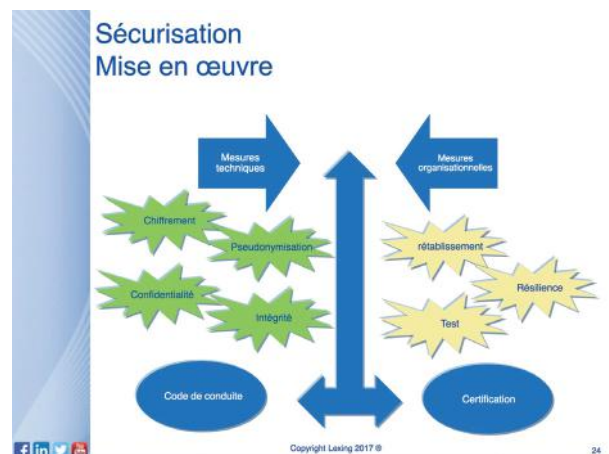 Sécurisation
Mise en œuvre
Mesures
techniques
Mesures
organisationnelles
Chiffrement
Pseudonymisation
rétablissement
Confidentialité
Résilience
Intégrité
Test
Code de conduite
Certification
Copyright Lexing 2017 ®
24